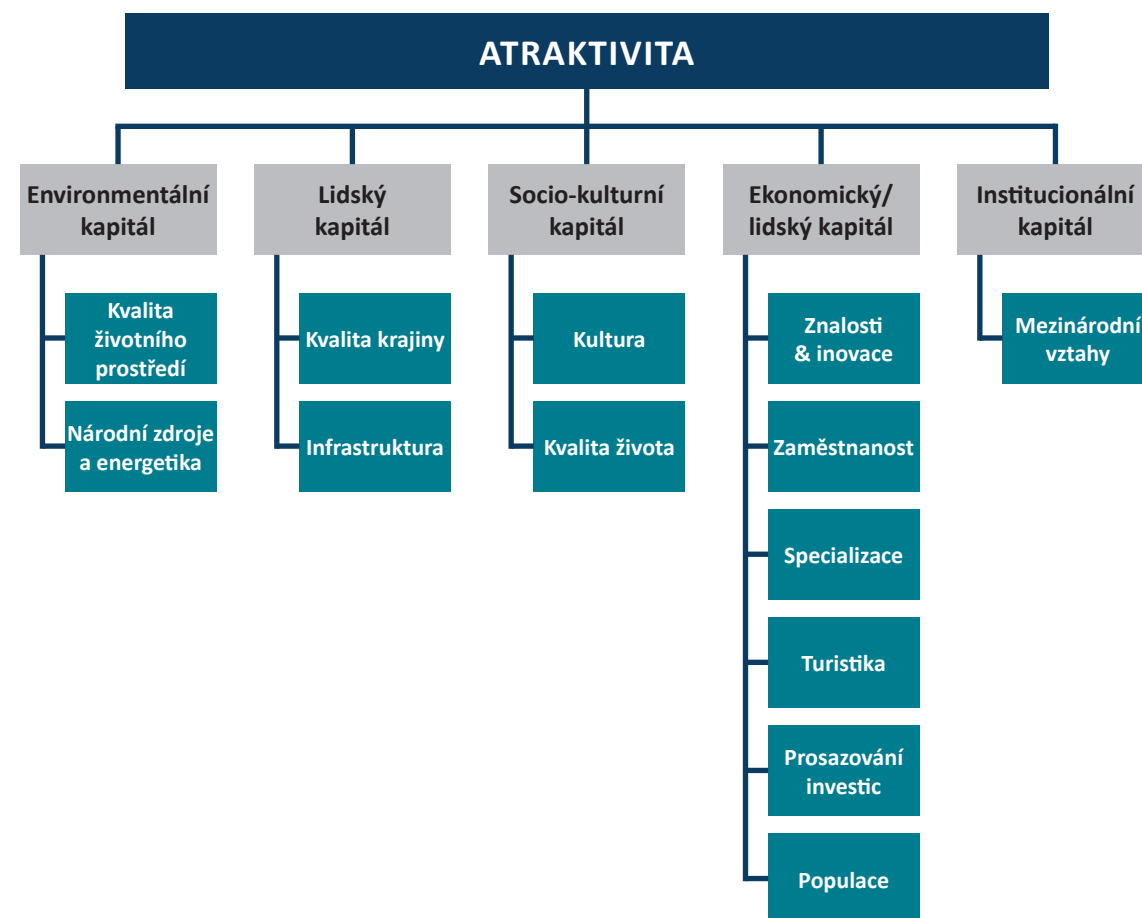 ATRAKTIVITA
Environmentální
kapitál
Lidský
kapitál
Socio-kulturní
kapitál
Ekonomický/
lidský kapitál
Institucionální
kapitál
Kvalita
životního
prostředí
Národní zdroje
a energetika
Kvalita krajiny
Infrastruktura
Kultura
Kvalita života
Znalosti
& inovace
Zaměstnanost
Specializace
Turistika
Prosazování
investic
Populace
Mezinárodní
vztahy